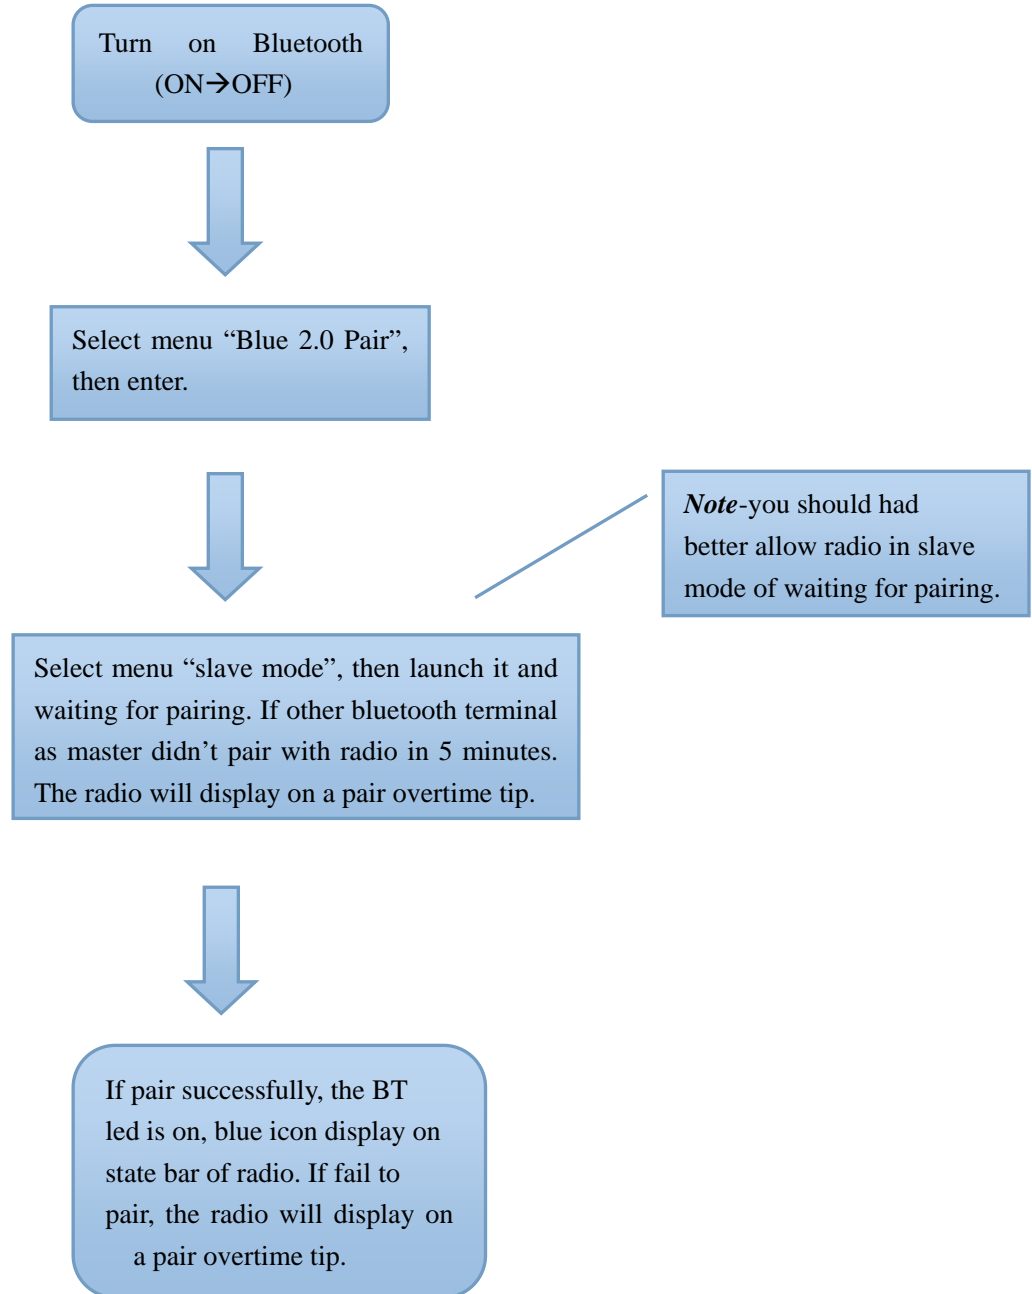 Turn on Bluetooth
(ON→OFF)
Select menu “Blue 2.0 Pair”,
then enter.
Note-you should had
better allow radio in slave
mode of waiting for pairing.
Select menu “slave mode”, then launch it and
waiting for pairing. If other bluetooth terminal
as master didn’t pair with radio in 5 minutes.
The radio will display on a pair overtime tip.
If pair successfully, the BT
led is on, blue icon display on
state bar of radio. If fail to
pair, the radio will display on
a pair overtime tip.